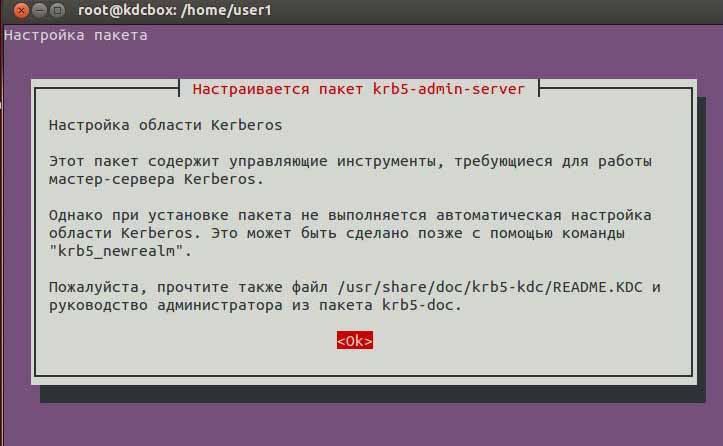 root@kdcbox: /home/user1
Настройка пакета
Настраивается пакет krb5-admin-server
Настройка области Kerberos
Этот пакет содержит управляющие инструменты, требующиеся для работы
мастер-сервера Kerberos.
Однако при установке пакета не выполняется автоматическая настройка
области Kerberos. Это может быть сделано позже с помощью команды
"krb5_newrealm".
Пожалуйста, прочтите также файл /usr/share/doc/krb5-kdc/README.KDC и
руководство администратора из пакета krb5-doc.
<Ok>